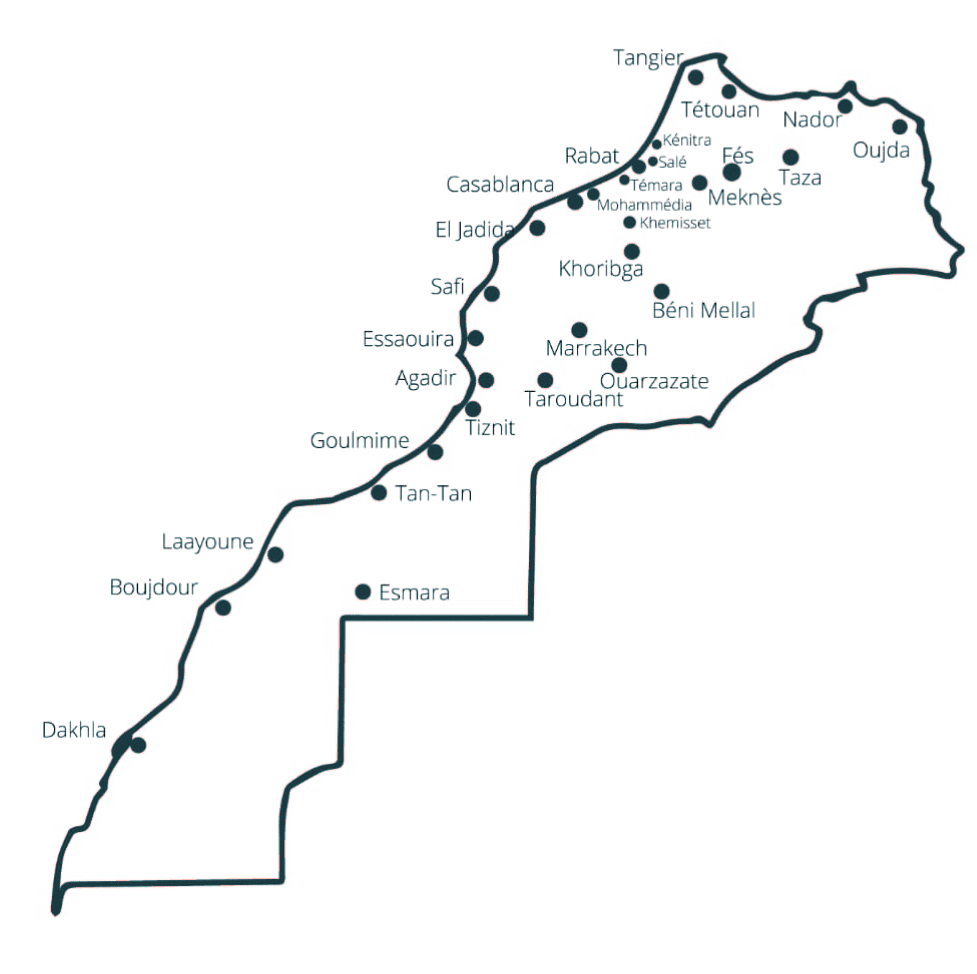 Tangier
Tétouan
Nador
Oujda
Kénitra
Rabat
Salé
Fés
Taza
Casablanca
Témara
Meknès
Mohammédia
El Jadida
Khemisset
Khoribga
Safi
Béni Mellal
Essaouira
Marrakech
Agadir
Ouarzazate
Taroudant
Tiznit
Goulmime
Tan-Tan
Laayoune
Boujdour
Esmara
Dakhla